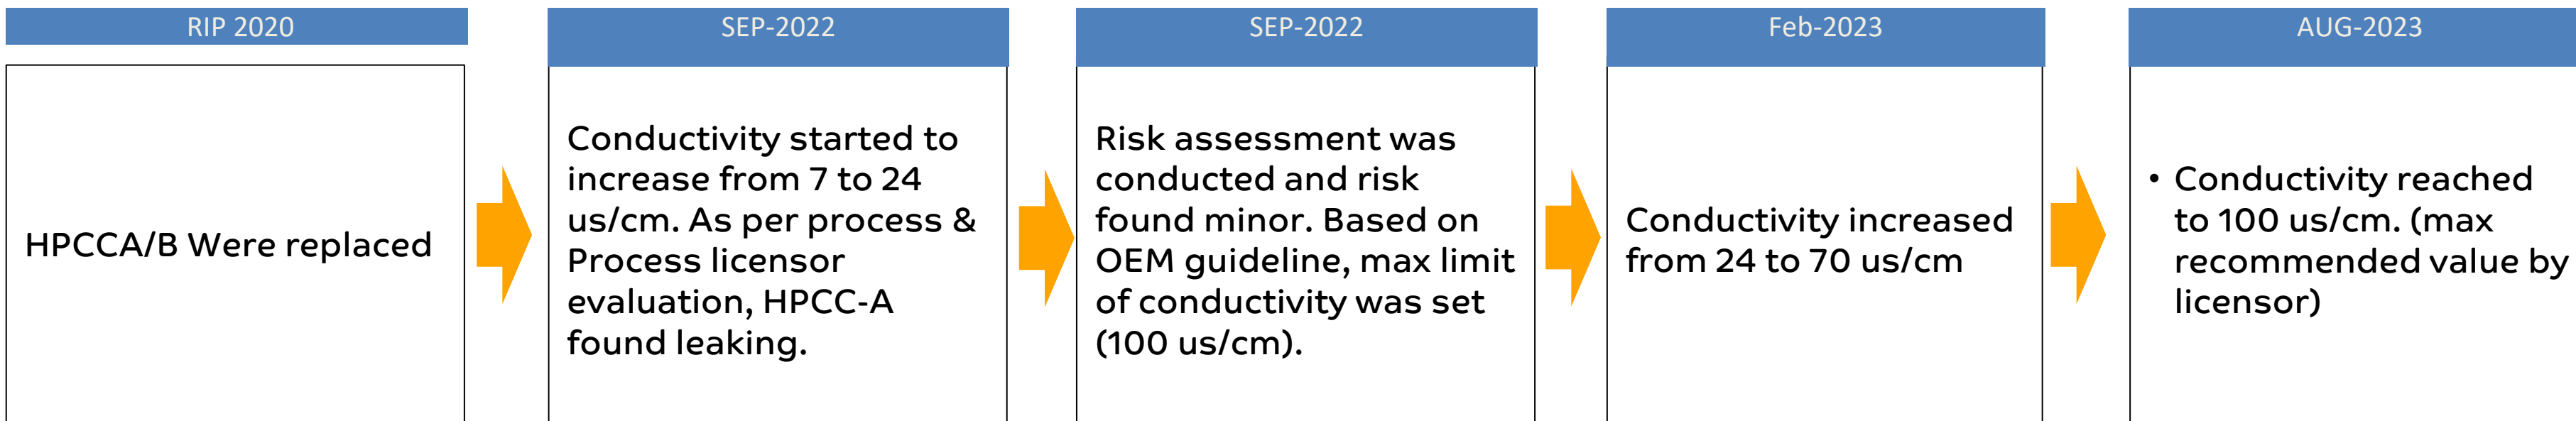 RIP 2020
HPCCA/B Were replaced
SEP-2022
Conductivity started to
increase from 7 to 24
us/cm. As per process &
Process licensor
evaluation, HPCC-A
found leaking.
SEP-2022
Risk assessment was
conducted and risk
found minor. Based on
OEM guideline, max limit
of conductivity was set
(100 us/cm).
Feb-2023
Conductivity increased
from 24 to 70 us/cm
AUG-2023
• Conductivity reached
to 100 us/cm. (max
recommended value by
licensor)